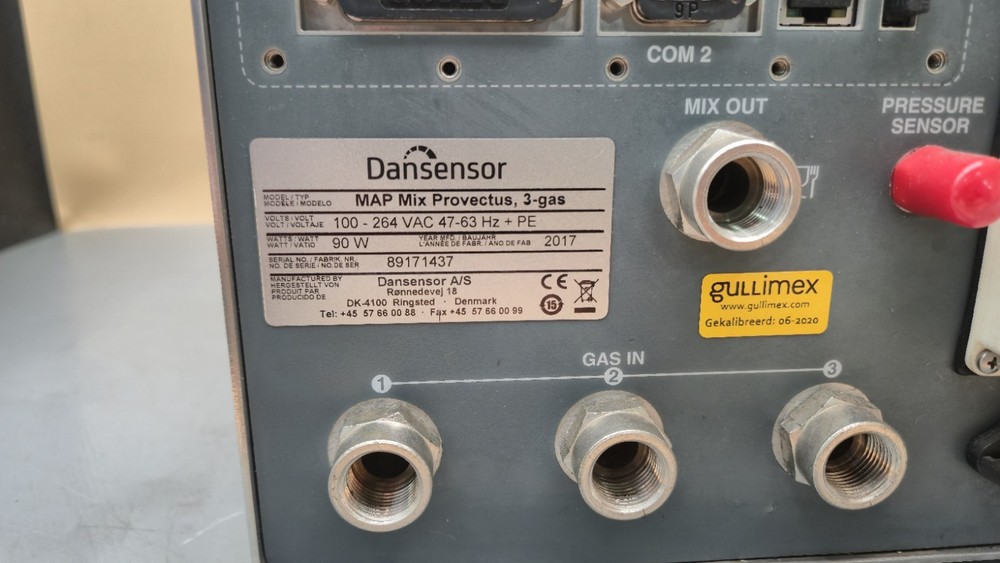 9P
COM 2
MIX OUT
PRESSURE
SENSOR
Dansensor
MODEL / TYP
MODÈLE / MODELO
MAP Mix Provectus, 3-gas
VOLTS / VOLT
VOLT / VOLTAJE
100 - 264 VAC 47-63 Hz + PE
WATTS / WATT
WATT / VATIO
90 W
YEAR MFD. / BAUJAHR
L'ANNÉE DE FABR. / ANO DE FAB
2017
SERIAL NO. / FABRIK. NR.
NO. DE SERIE / NO. DE SER
89171437
MANUFACTURED BY
HERGESTELLT VON
PRODUIT PAR
PRODUCIDO DE
Dansensor A/S
Rønnedevej 18
DK-4100 Ringsted · Denmark
Tel: +45 57 66 00 88 · Fax +45 57 66 00 99
CE
15
gullimex
www.gullimex.com
Gekalibreerd: 06-2020
GAS IN
1 2 3